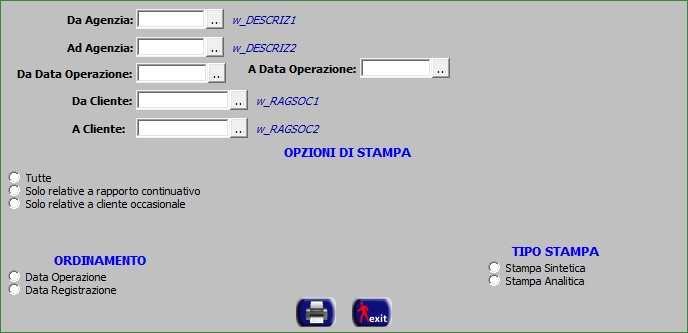 Da Agenzia: .. w_DESCRIZ1
Ad Agenzia: .. w_DESCRIZ2
Da Data Operazione: .. A Data Operazione: ..
Da Cliente: .. w_RAGSOC1
A Cliente: .. w_RAGSOC2
OPZIONI DI STAMPA
Tutte
Solo relative a rapporto continuativo
Solo relative a cliente occasionale
ORDINAMENTO
Data Operazione
Data Registrazione
TIPO STAMPA
Stampa Sintetica
Stampa Analitica
exit